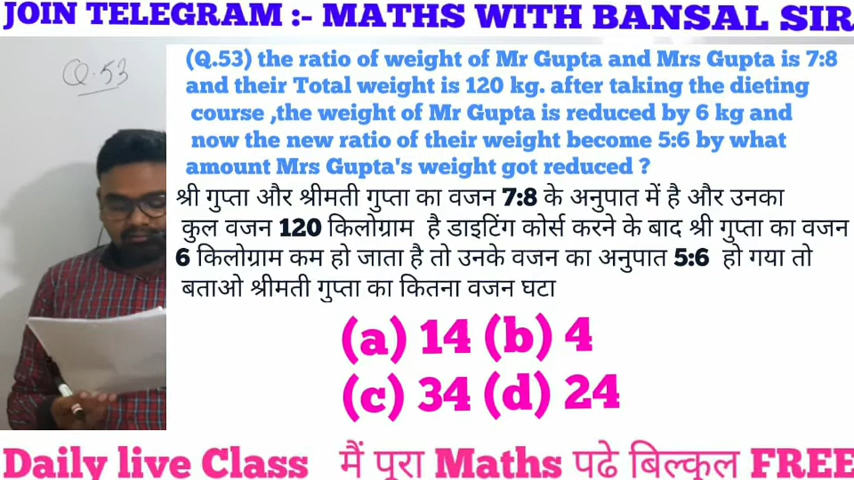 JOIN TELEGRAM :- MATHS WITH BANSAL SIR
Q.53
(Q.53) the ratio of weight of Mr Gupta and Mrs Gupta is 7:8
and their Total weight is 120 kg. after taking the dieting
course ,the weight of Mr Gupta is reduced by 6 kg and
now the new ratio of their weight become 5:6 by what
amount Mrs Gupta's weight got reduced ?
श्री गुप्ता और श्रीमती गुप्ता का वजन 7:8 के अनुपात में है और उनका
कुल वजन 120 किलोग्राम है डाइटिंग कोर्स करने के बाद श्री गुप्ता का वजन
6 किलोग्राम कम हो जाता है तो उनके वजन का अनुपात 5:6 हो गया तो
बताओ श्रीमती गुप्ता का कितना वजन घटा
(a) 14 (b) 4
(c) 34 (d) 24
Daily live Class मैं पूरा Maths पढे बिल्कुल FREE